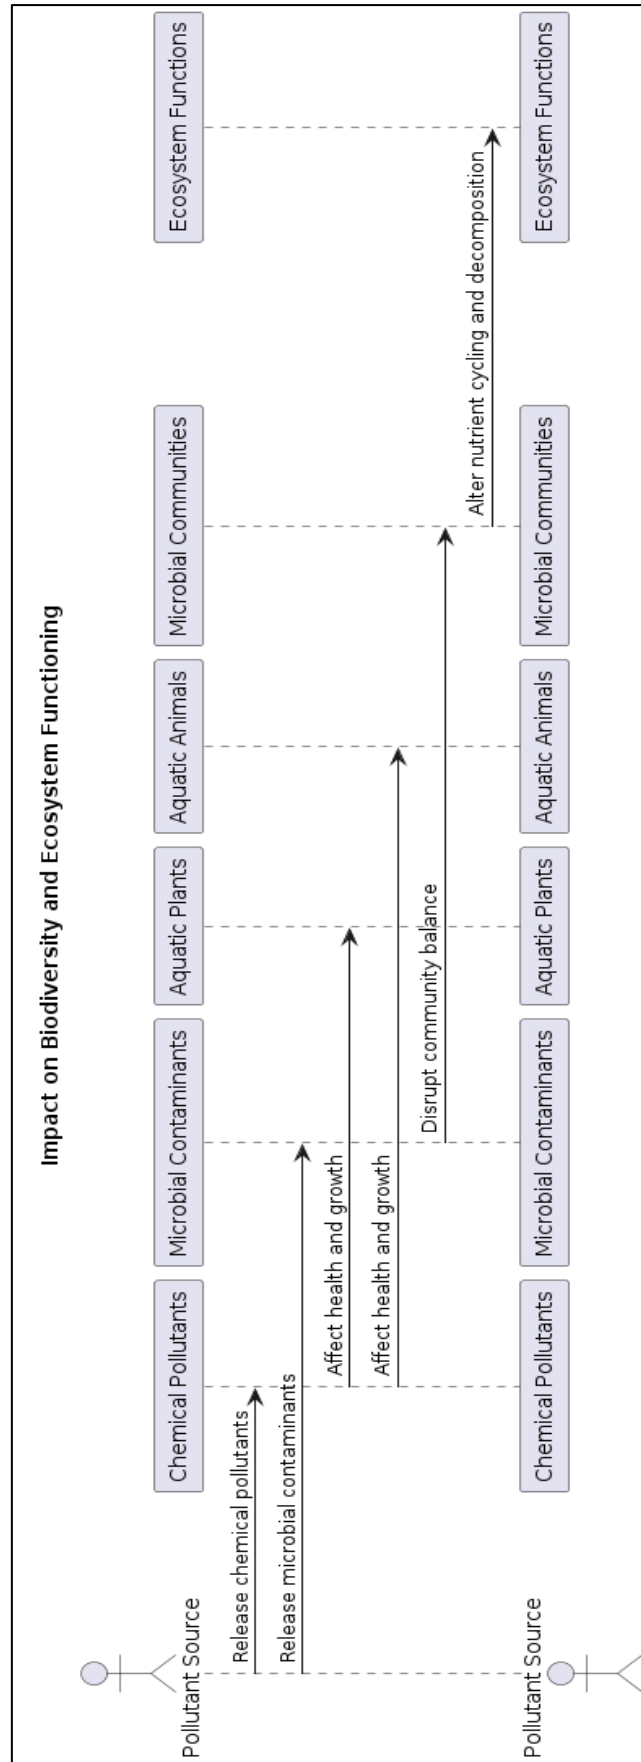 Impact on Biodiversity and Ecosystem Functioning
Pollutant Source
Chemical Pollutants
Microbial Contaminants
Aquatic Plants
Aquatic Animals
Microbial Communities
Ecosystem Functions
Release chemical pollutants
Release microbial contaminants
Affect health and growth
Affect health and growth
Disrupt community balance
Alter nutrient cycling and decomposition
Pollutant Source
Chemical Pollutants
Microbial Contaminants
Aquatic Plants
Aquatic Animals
Microbial Communities
Ecosystem Functions